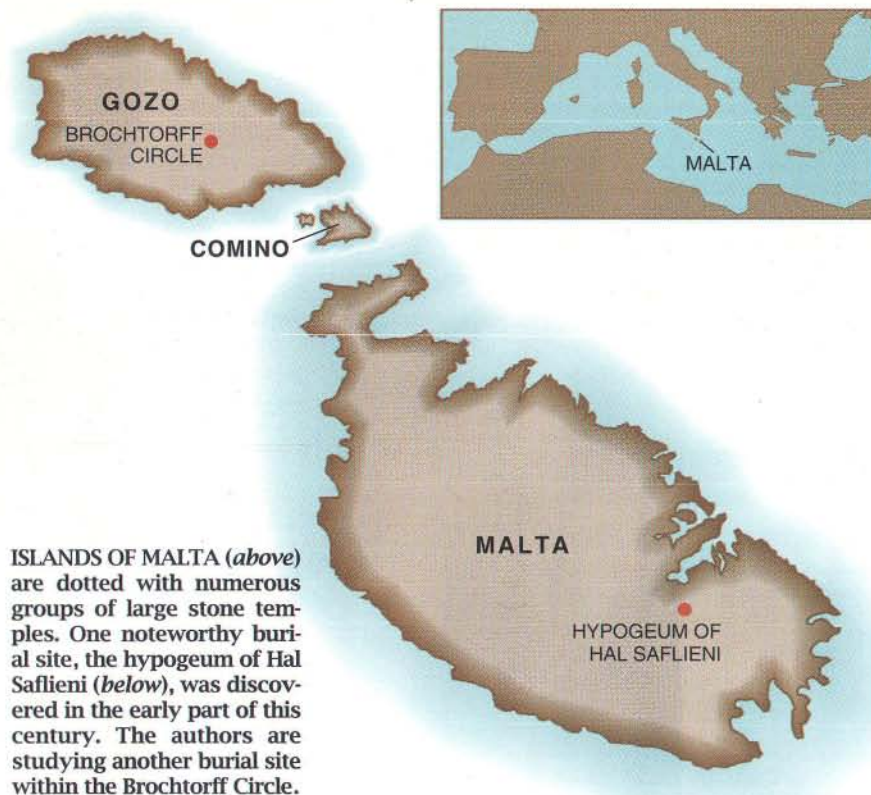 GOZO
BROCHTORFF
CIRCLE
COMINO
MALTA
MALTA
HYPOGEUM OF
HAL SAFLIENI
ISLANDS OF MALTA (above)
are dotted with numerous
groups of large stone tem-
ples. One noteworthy buri-
al site, the hypogeum of Hal
Saflieni (below), was discov-
ered in the early part of this
century. The authors are
studying another burial site
within the Brochtorff Circle.